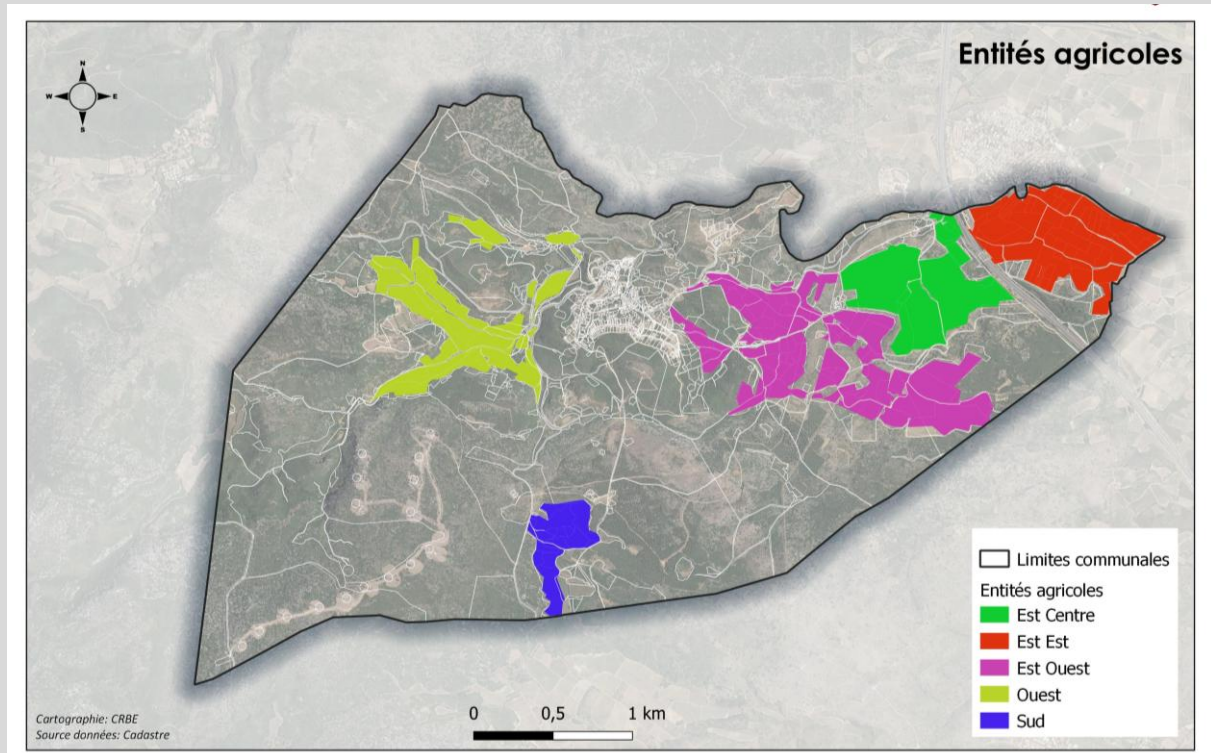 Entités agricoles
N
W E
S
Limites communales
Entités agricoles
Est Centre
Est Est
Est Ouest
Ouest
Sud
0 0,5 1 km
Cartographie: CRBE
Source données: Cadastre